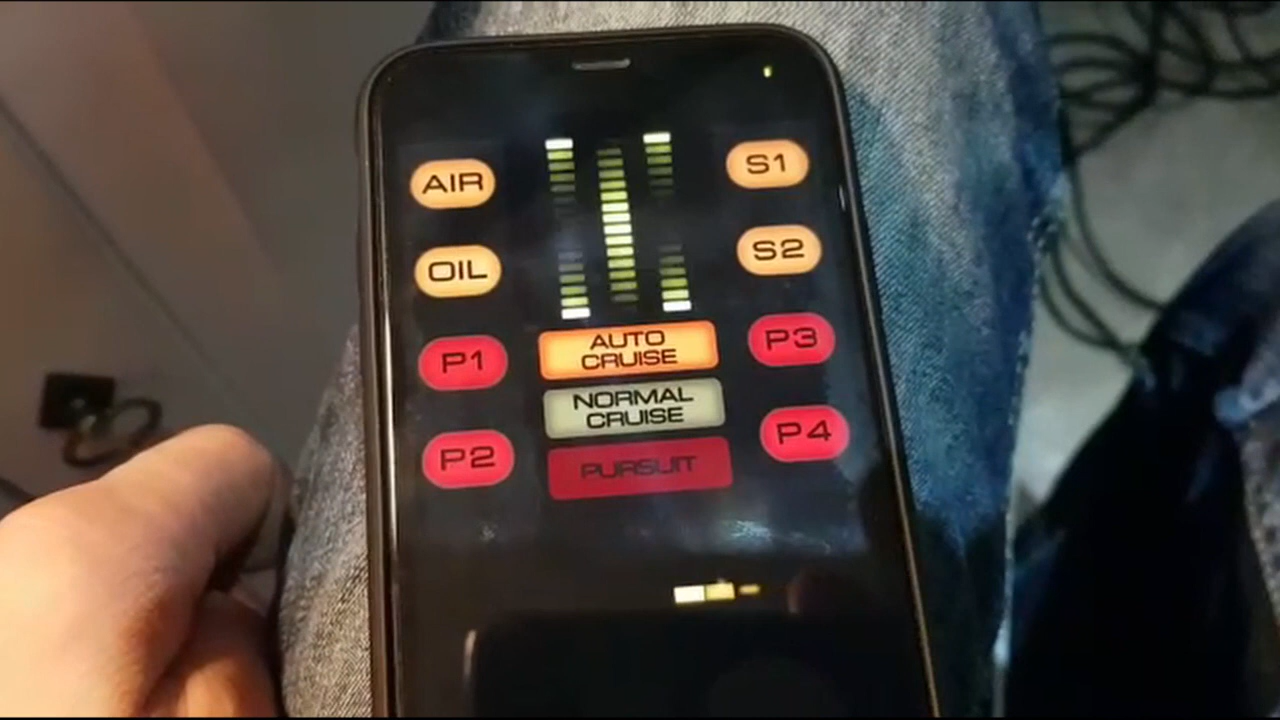 AIR
OIL
P1
P2
AUTO
CRUISE
NORMAL
CRUISE
PURSUIT
S1
S2
P3
P4